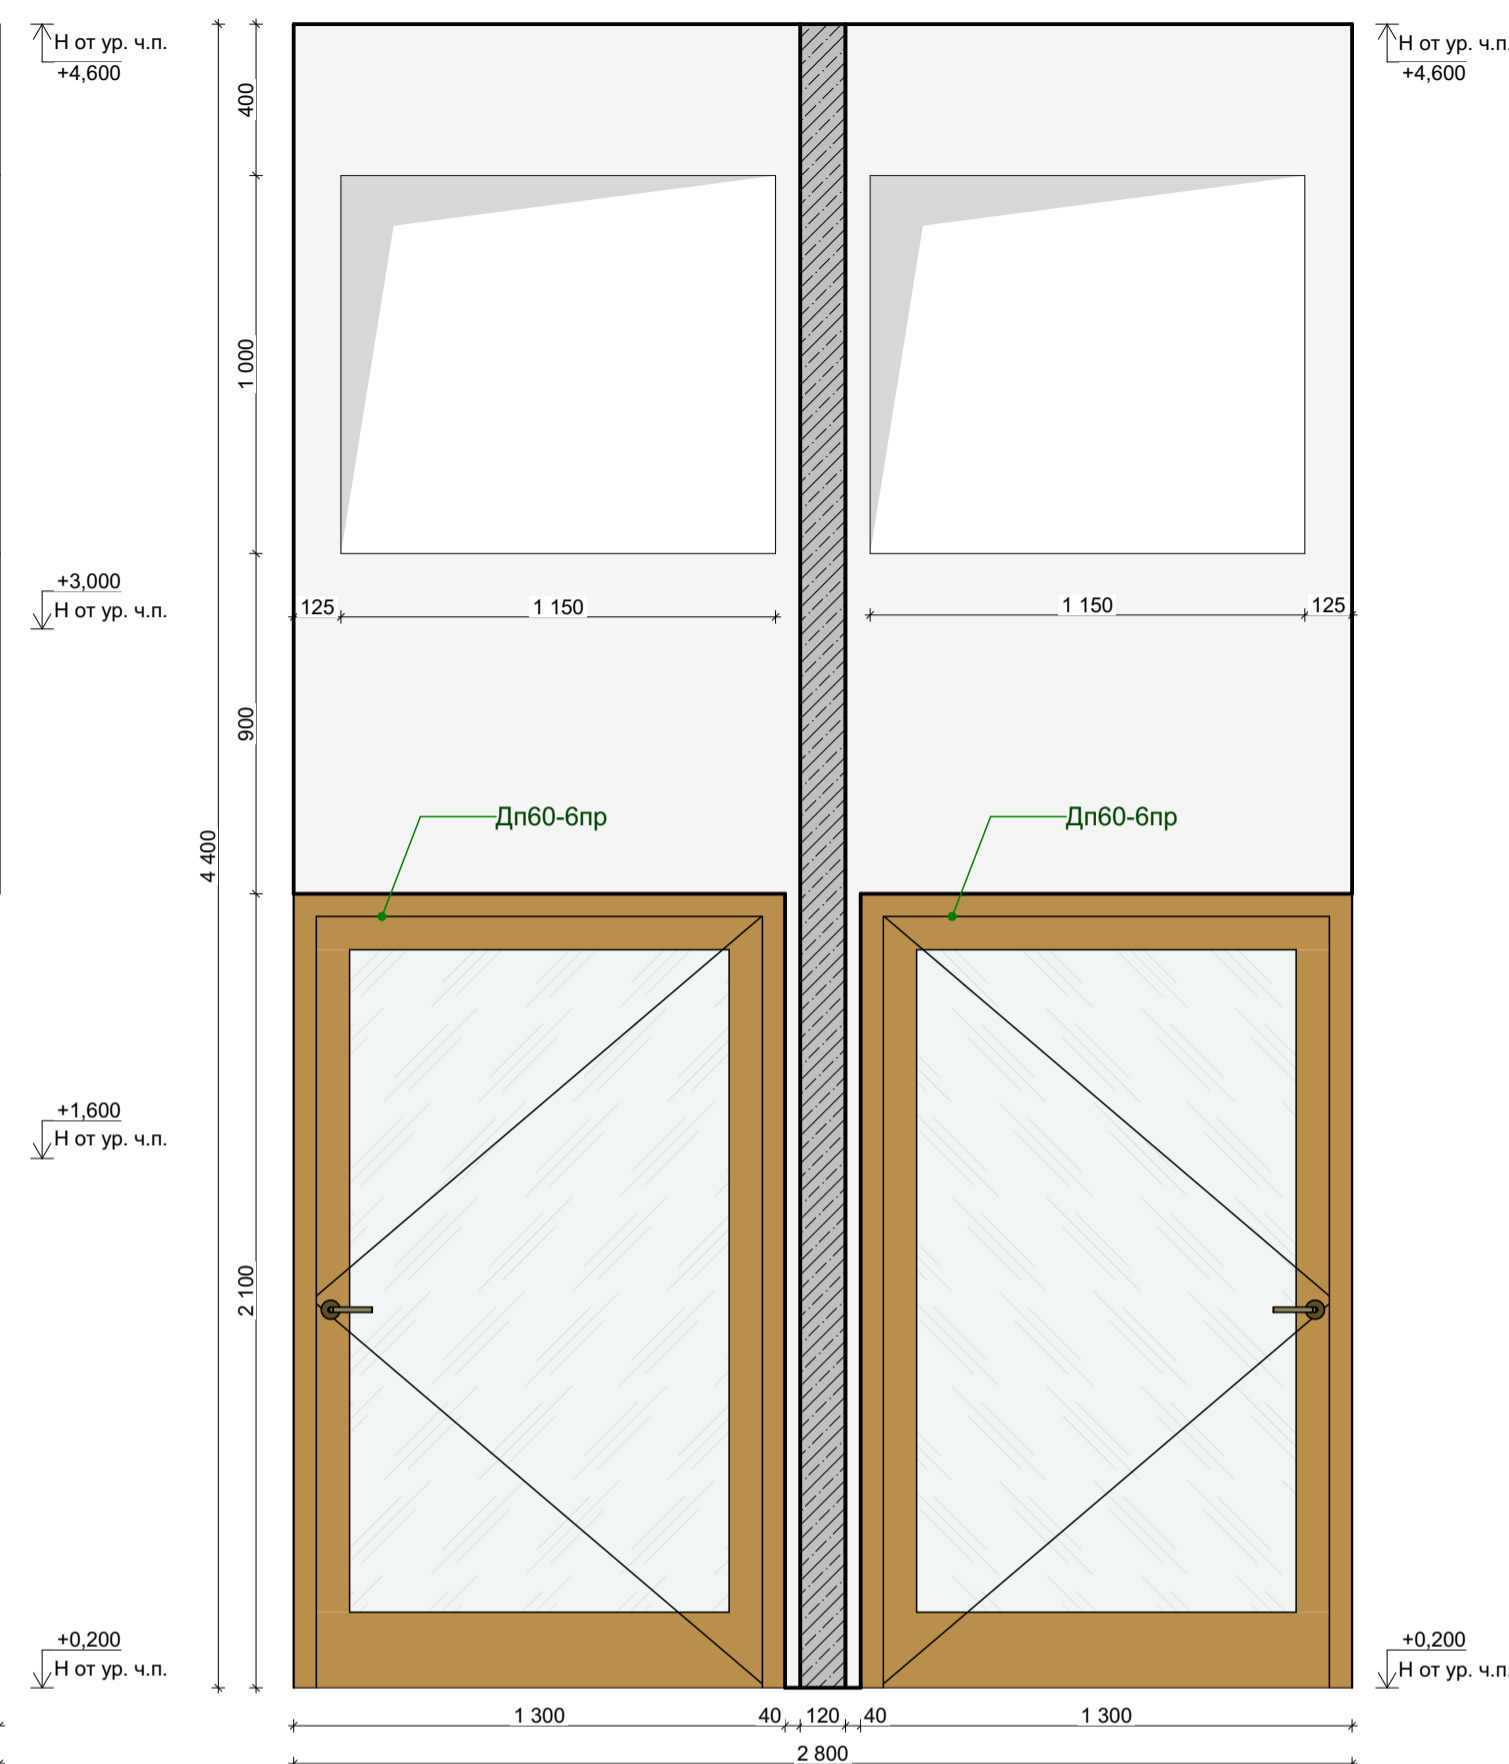 Н от ур. ч.п.
+4,600
Н от ур. ч.п.
+4,600
400
1 000
+3,000
Н от ур. ч.п.
125
1 150
1 150
125
900
Дп60-6пр
Дп60-6пр
4 400
+1,600
Н от ур. ч.п.
2 100
+0,200
Н от ур. ч.п.
+0,200
Н от ур. ч.п.
1 300
40
120
40
1 300
2 800